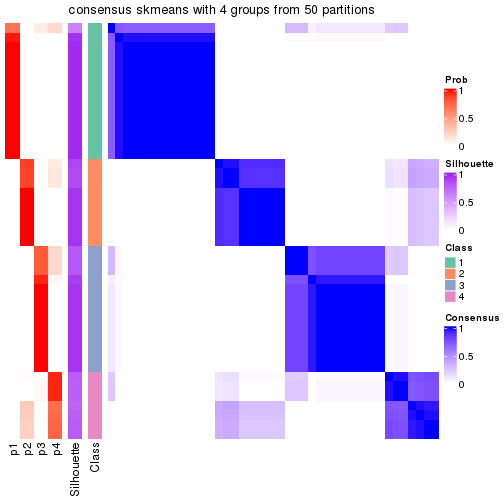 consensus skmeans with 4 groups from 50 partitions
Prob
1
0.5
0
Silhouette
1
0.5
0
Class
1
2
3
4
Consensus
1
0.5
0
p1
p2
p3
p4
Silhouette
Class